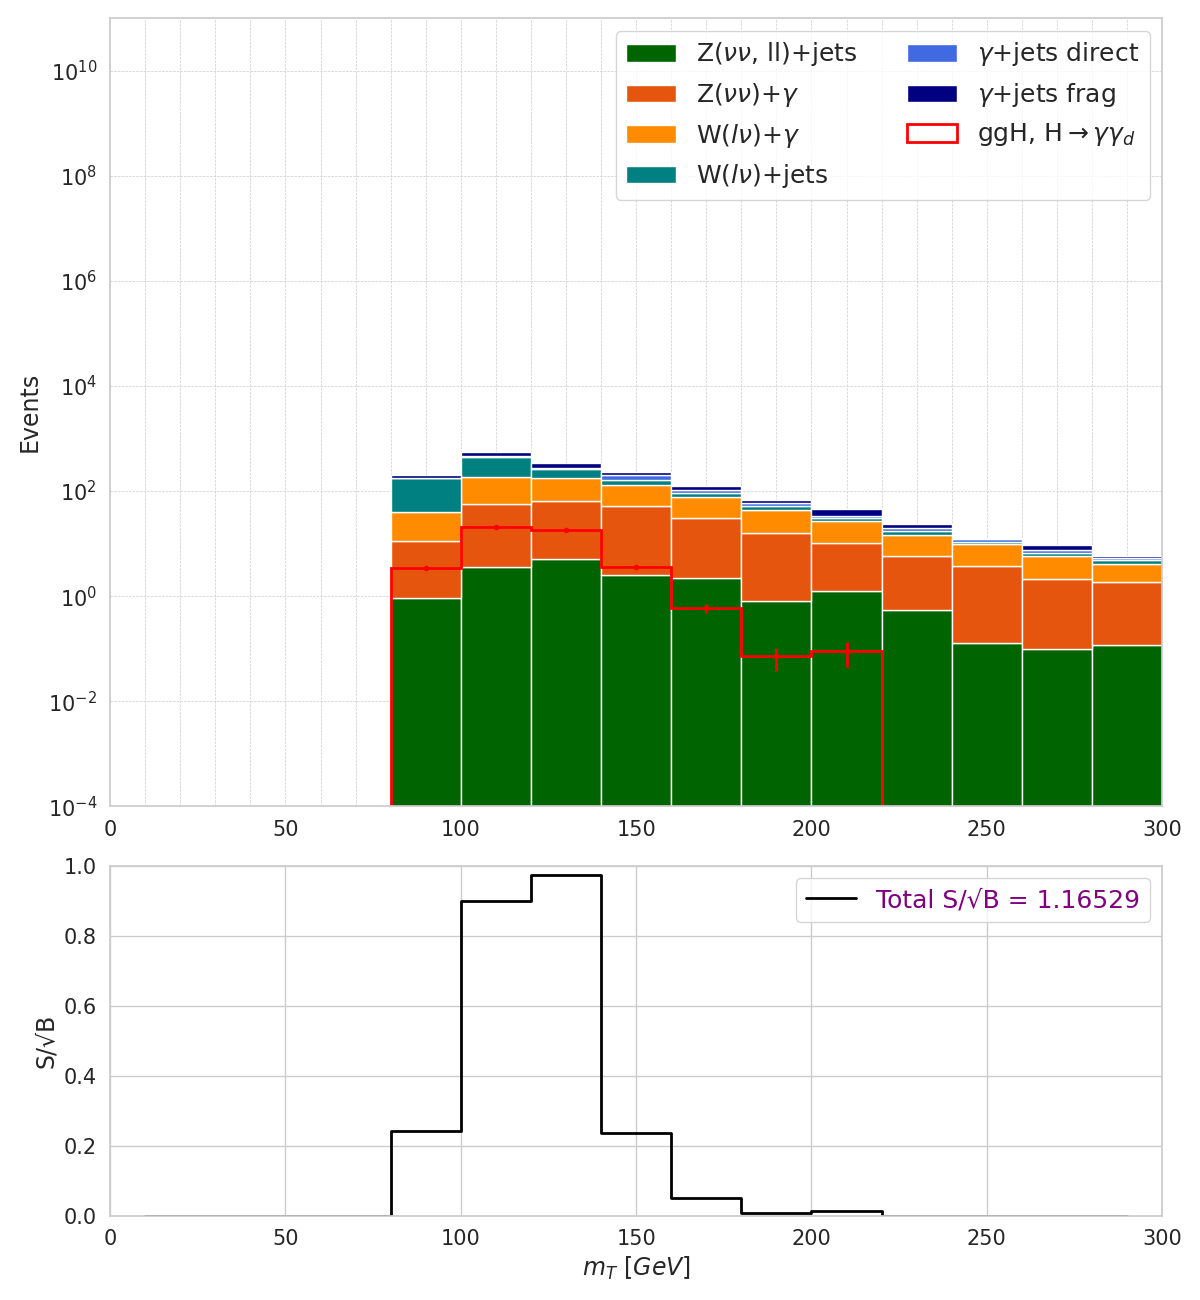 Z(νν, ll)+jets
Z(νν)+γ
W(lν)+γ
W(lν)+jets
γ+jets direct
γ+jets frag
ggH, H→γγ_d
Events
10^10
10^8
10^6
10^4
10^2
10^0
10^−2
10^−4
0 50 100 150 200 250 300
Total S/√B = 1.16529
S/√B
1.0
0.8
0.6
0.4
0.2
0.0
0 50 100 150 200 250 300
m_T [GeV]